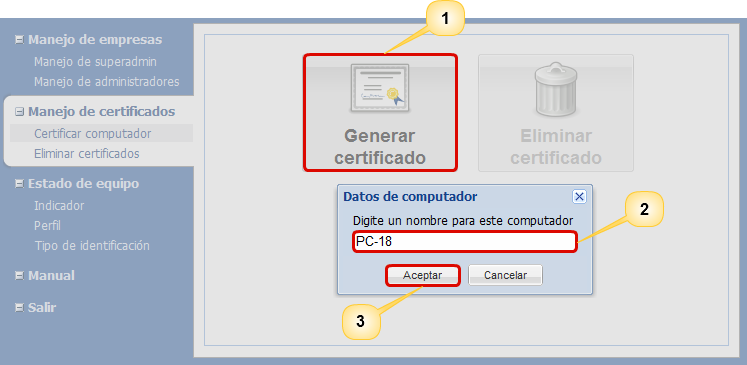 1
Manejo de empresas
Manejo de superadmin
Manejo de administradores
Manejo de certificados
Certificar computador
Eliminar certificados
Estado de equipo
Indicador
Perfil
Tipo de identificación
Manual
Salir
Generar
certificado
Eliminar
certificado
Datos de computador
Digite un nombre para este computador
2
PC-18
Aceptar
Cancelar
3